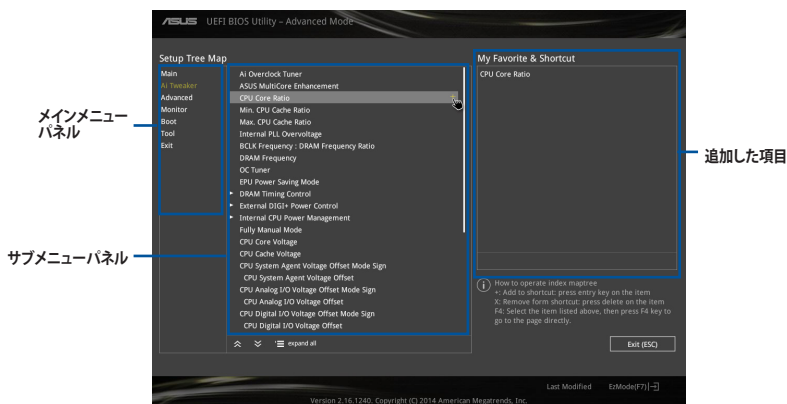 ASUS UEFI BIOS Utility – Advanced Mode
Setup Tree Map
Main
Ai Tweaker
Advanced
Monitor
Boot
Tool
Exit
Ai Overclock Tuner
ASUS MultiCore Enhancement
CPU Core Ratio +
Min. CPU Cache Ratio
Max. CPU Cache Ratio
Internal PLL Overvoltage
BCLK Frequency : DRAM Frequency Ratio
DRAM Frequency
OC Tuner
EPU Power Saving Mode
DRAM Timing Control
External DIGI+ Power Control
Internal CPU Power Management
Fully Manual Mode
CPU Core Voltage
CPU Cache Voltage
CPU System Agent Voltage Offset Mode Sign
CPU System Agent Voltage Offset
CPU Analog I/O Voltage Offset Mode Sign
CPU Analog I/O Voltage Offset
CPU Digital I/O Voltage Offset Mode Sign
CPU Digital I/O Voltage Offset
expand all
My Favorite & Shortcut
CPU Core Ratio
How to operate index maptree
+: Add to shortcut: press entry key on the item
X: Remove form shortcut: press delete on the item
F4: Select the item listed above, then press F4 key to
go to the page directly.
Exit (ESC)
Last Modified
EzMode(F7)
Version 2.16.1240. Copyright (C) 2014 American Megatrends, Inc.
メインメニュー
パネル
サブメニューパネル
追加した項目